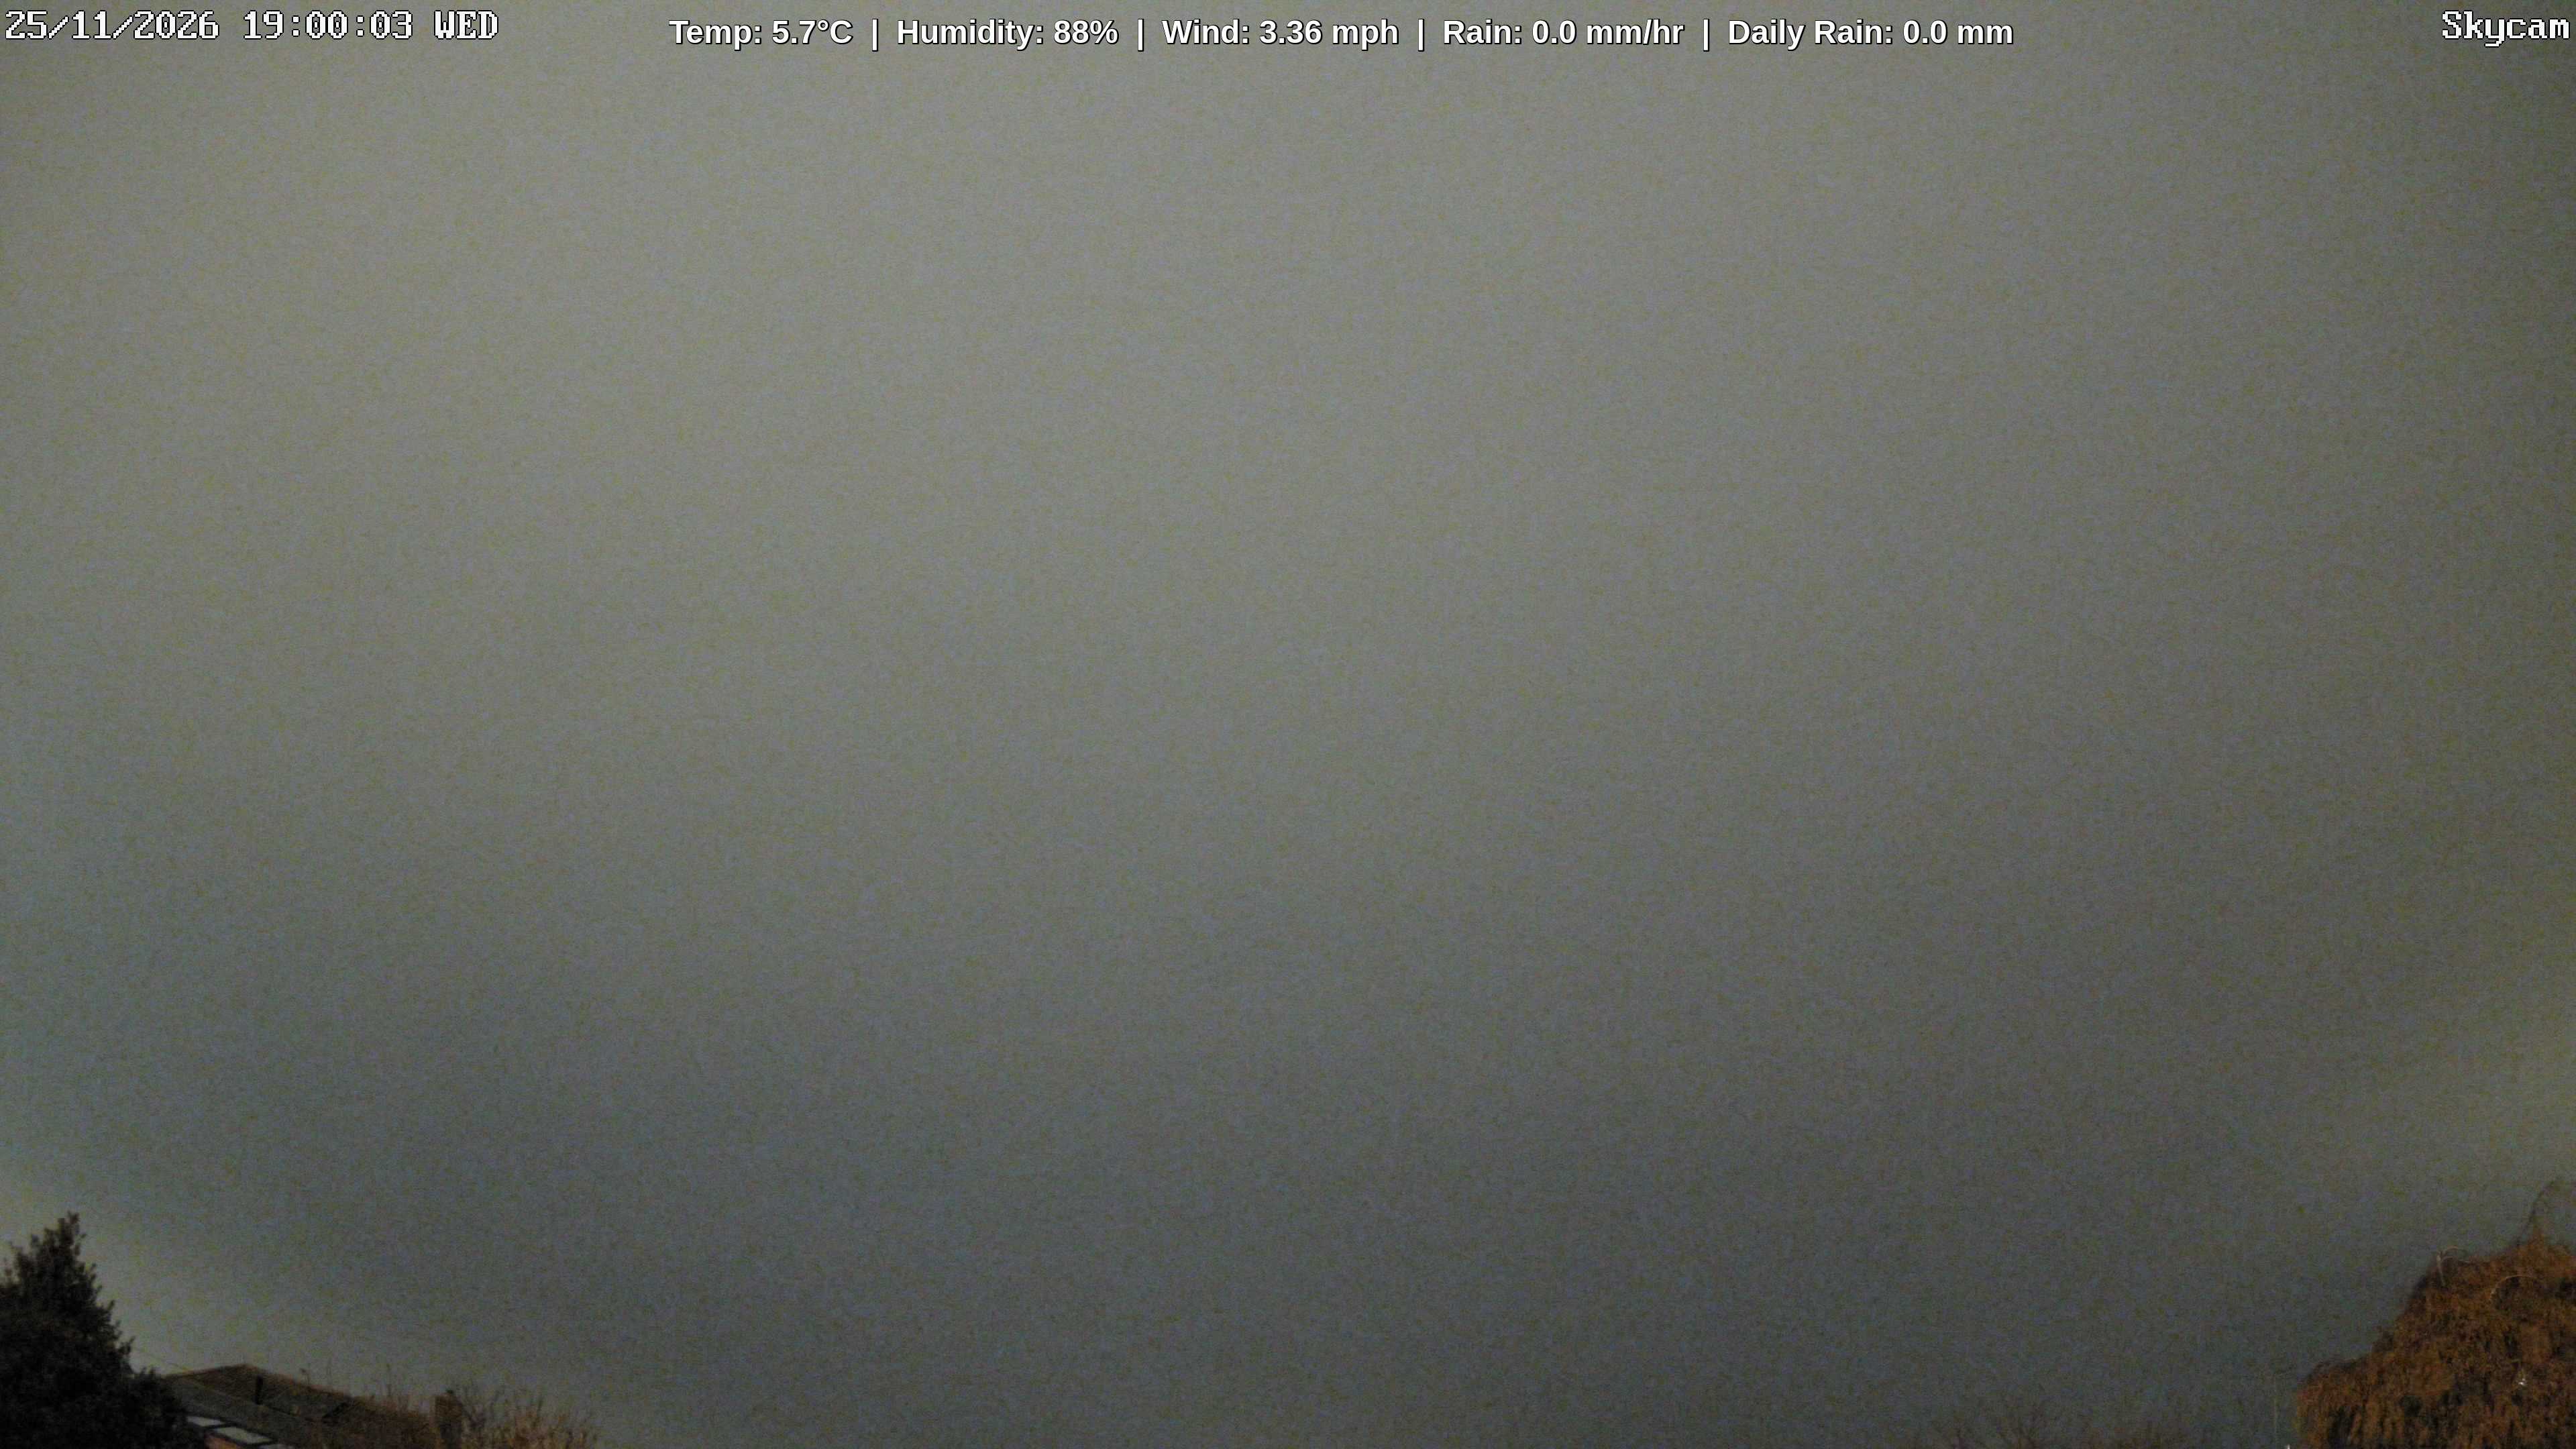 25/11/2026 19:00:03 WED
Temp: 5.7°C | Humidity: 88% | Wind: 3.36 mph | Rain: 0.0 mm/hr | Daily Rain: 0.0 mm
Skycam